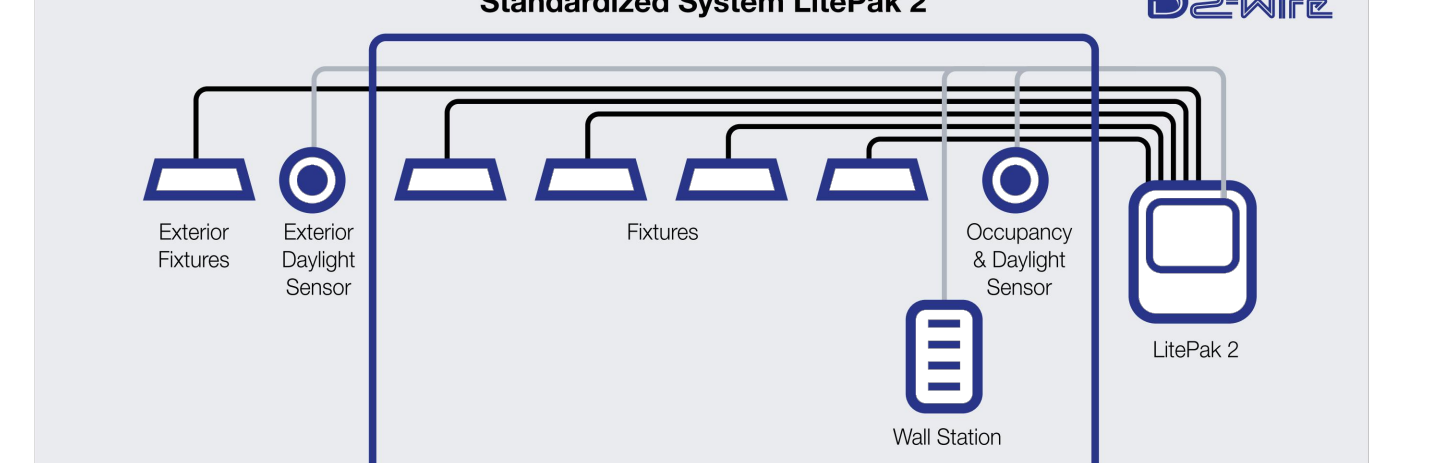 Standardized System LitePak 2
Exterior
Fixtures
Exterior
Daylight
Sensor
Fixtures
Occupancy
& Daylight
Sensor
LitePak 2
Wall Station